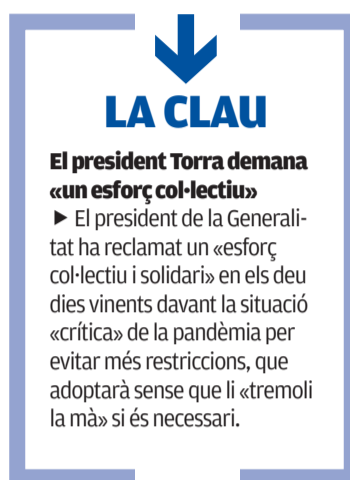 LA CLAU
El president Torra demana
«un esforç col·lectiu»
► El president de la Generali-
tat ha reclamat un «esforç
col·lectiu i solidari» en els deu
dies vinents davant la situació
«crítica» de la pandèmia per
evitar més restriccions, que
adoptarà sense que li «tremoli
la mà» si és necessari.